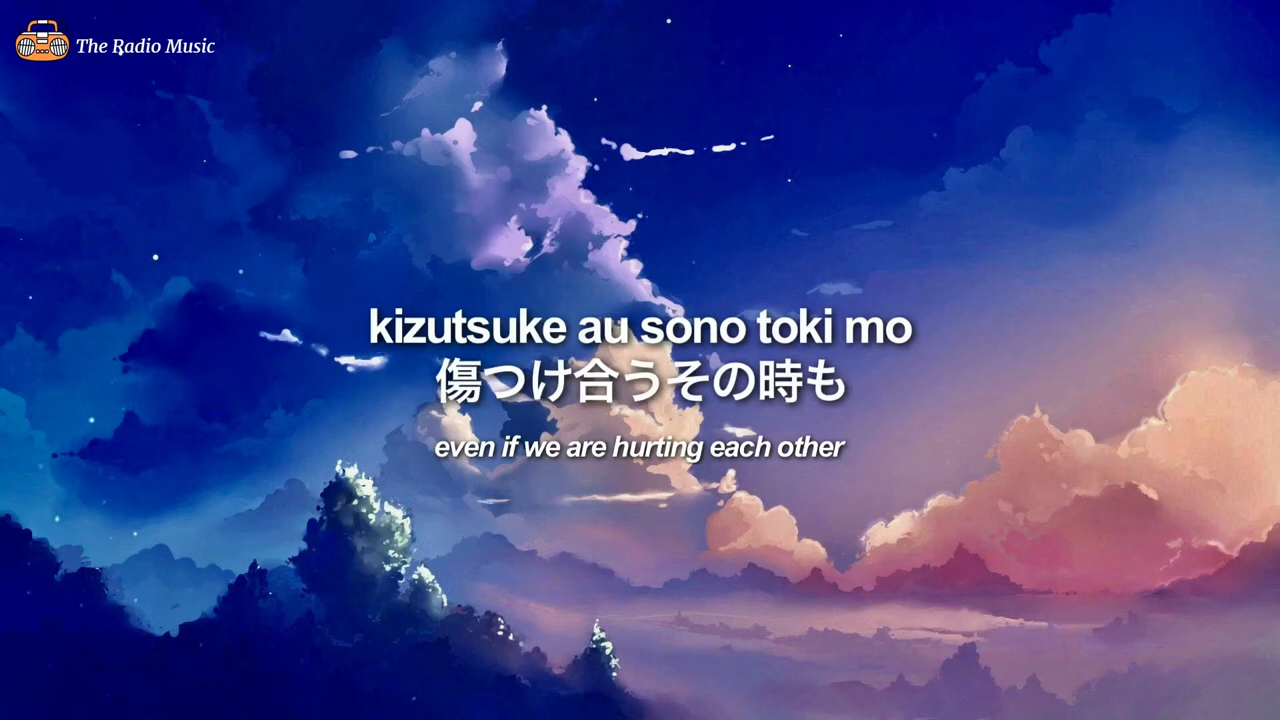 The Radio Music
kizutsuke au sono toki mo
傷つけ合うその時も
even if we are hurting each other